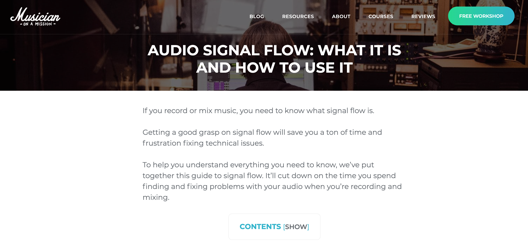 Musician
- ON A MISSION -
BLOG RESOURCES ABOUT COURSES REVIEWS FREE WORKSHOP
AUDIO SIGNAL FLOW: WHAT IT IS
AND HOW TO USE IT
If you record or mix music, you need to know what signal flow is.
Getting a good grasp on signal flow will save you a ton of time and
frustration fixing technical issues.
To help you understand everything you need to know, we've put
together this guide to signal flow. It'll cut down on the time you spend
finding and fixing problems with your audio when you're recording and
mixing.
CONTENTS [SHOW]